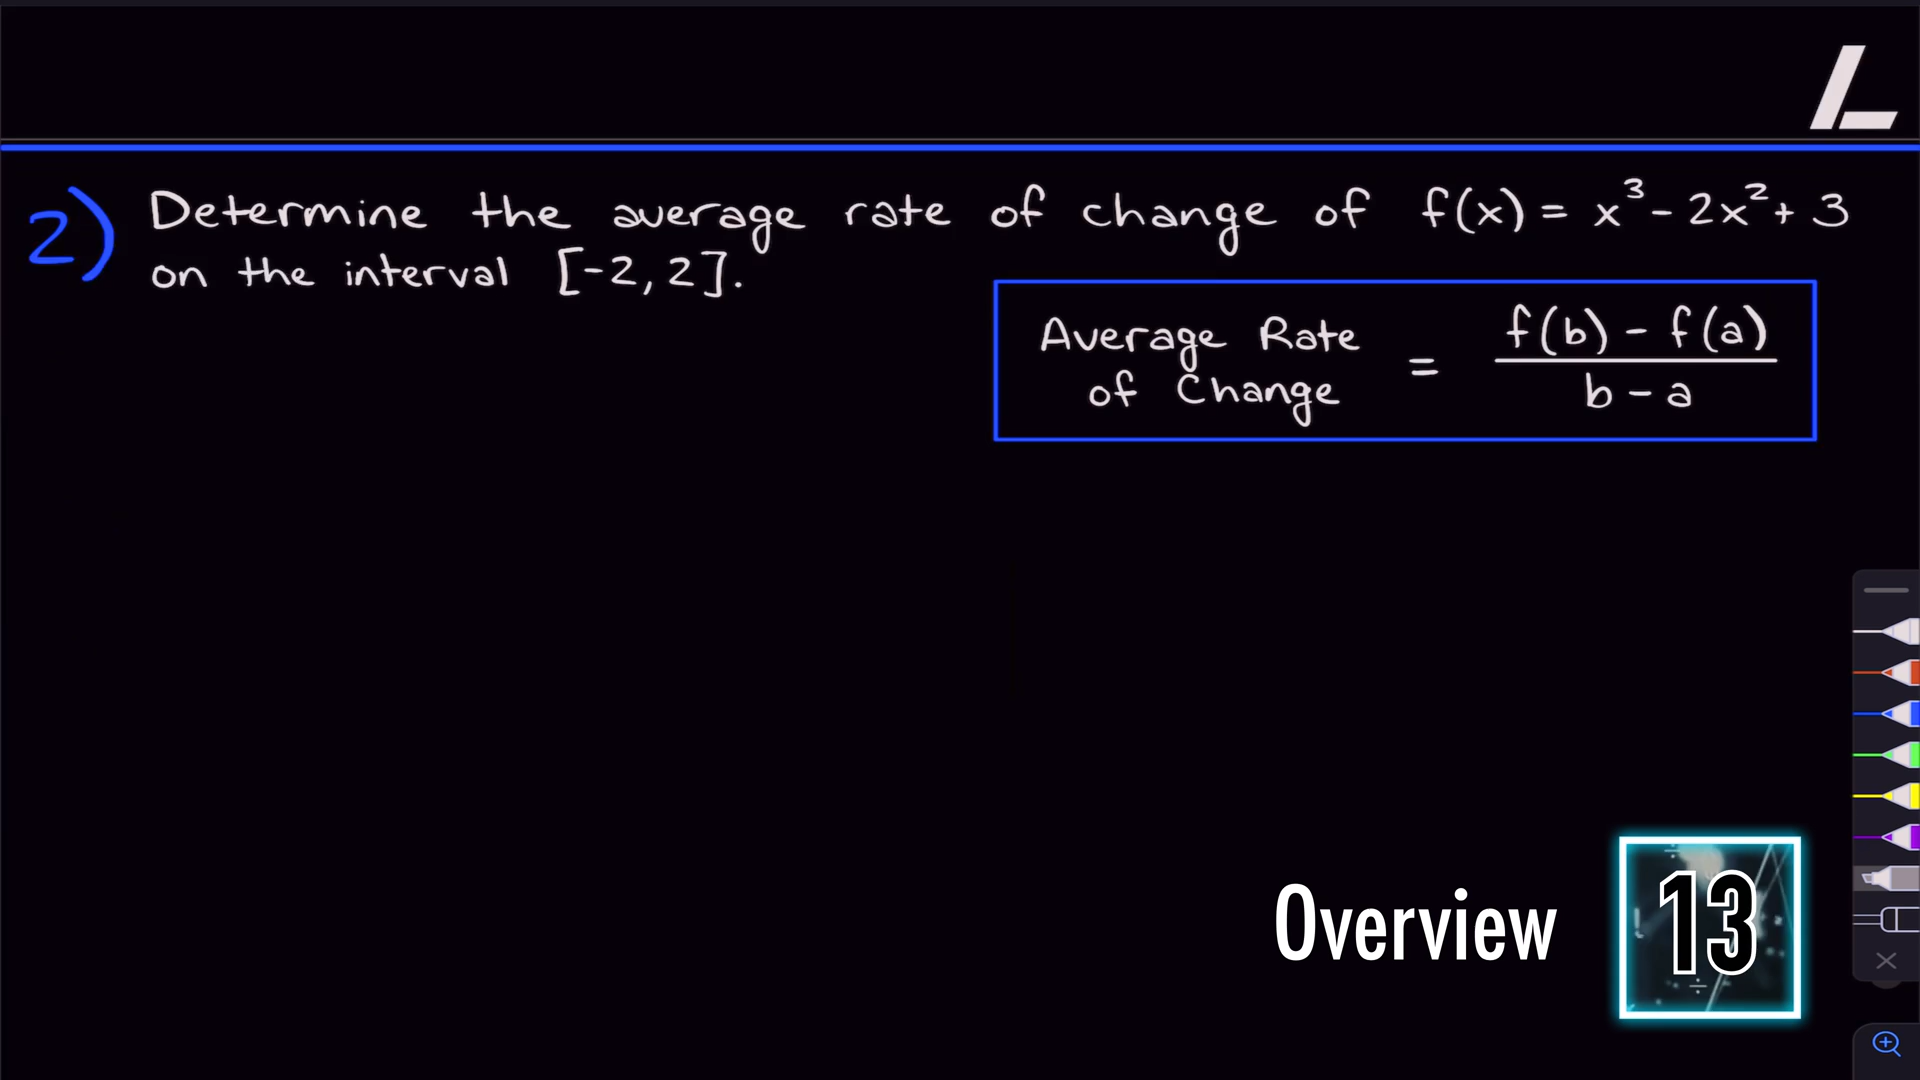 2) Determine the average rate of change of f(x) = x³ - 2x² + 3
on the interval [-2, 2].
Average Rate of Change = f(b) - f(a) / b - a
Overview 13